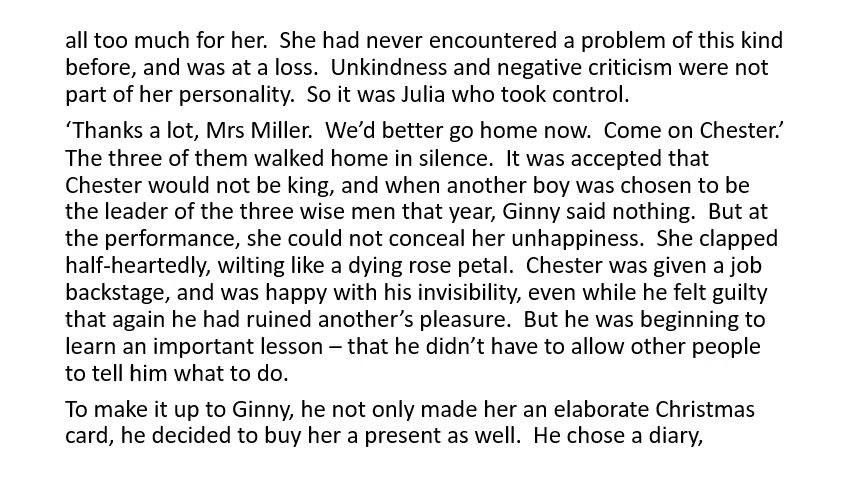 all too much for her.  She had never encountered a problem of this kind
before, and was at a loss.  Unkindness and negative criticism were not
part of her personality.  So it was Julia who took control.
‘Thanks a lot, Mrs Miller.  We’d better go home now.  Come on Chester.’
The three of them walked home in silence.  It was accepted that
Chester would not be king, and when another boy was chosen to be
the leader of the three wise men that year, Ginny said nothing.  But at
the performance, she could not conceal her unhappiness.  She clapped
half-heartedly, wilting like a dying rose petal.  Chester was given a job
backstage, and was happy with his invisibility, even while he felt guilty
that again he had ruined another’s pleasure.  But he was beginning to
learn an important lesson – that he didn’t have to allow other people
to tell him what to do.
To make it up to Ginny, he not only made her an elaborate Christmas
card, he decided to buy her a present as well.  He chose a diary,